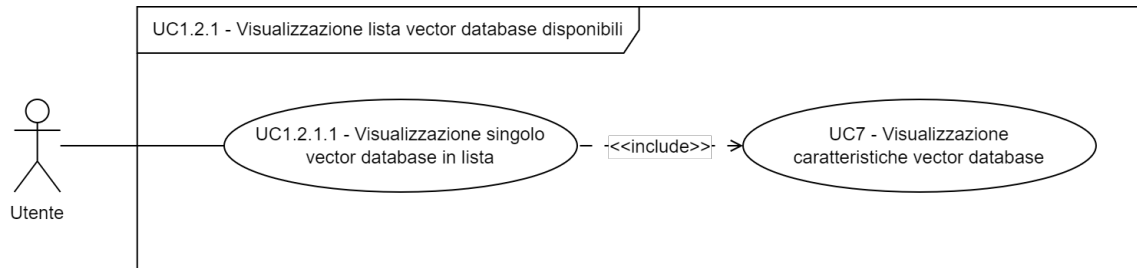 UC1.2.1 - Visualizzazione lista vector database disponibili
UC1.2.1.1 - Visualizzazione singolo
vector database in lista
<<include>>
UC7 - Visualizzazione
caratteristiche vector database
Utente